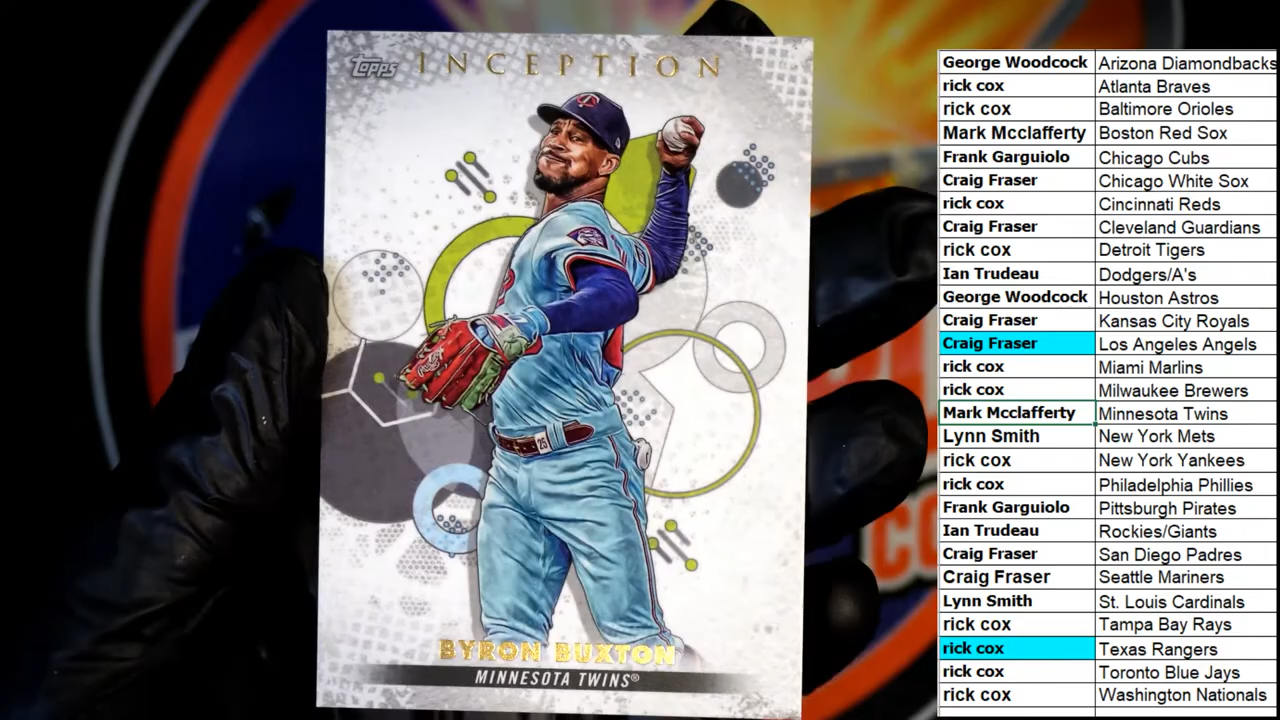 Topps INCEPTION
26
BYRON BUXTON
MINNESOTA TWINS®
George Woodcock Arizona Diamondbacks
rick cox Atlanta Braves
rick cox Baltimore Orioles
Mark Mcclafferty Boston Red Sox
Frank Garguiolo Chicago Cubs
Craig Fraser Chicago White Sox
rick cox Cincinnati Reds
Craig Fraser Cleveland Guardians
rick cox Detroit Tigers
Ian Trudeau Dodgers/A's
George Woodcock Houston Astros
Craig Fraser Kansas City Royals
Craig Fraser Los Angeles Angels
rick cox Miami Marlins
rick cox Milwaukee Brewers
Mark Mcclafferty Minnesota Twins
Lynn Smith New York Mets
rick cox New York Yankees
rick cox Philadelphia Phillies
Frank Garguiolo Pittsburgh Pirates
Ian Trudeau Rockies/Giants
Craig Fraser San Diego Padres
Craig Fraser Seattle Mariners
Lynn Smith St. Louis Cardinals
rick cox Tampa Bay Rays
rick cox Texas Rangers
rick cox Toronto Blue Jays
rick cox Washington Nationals